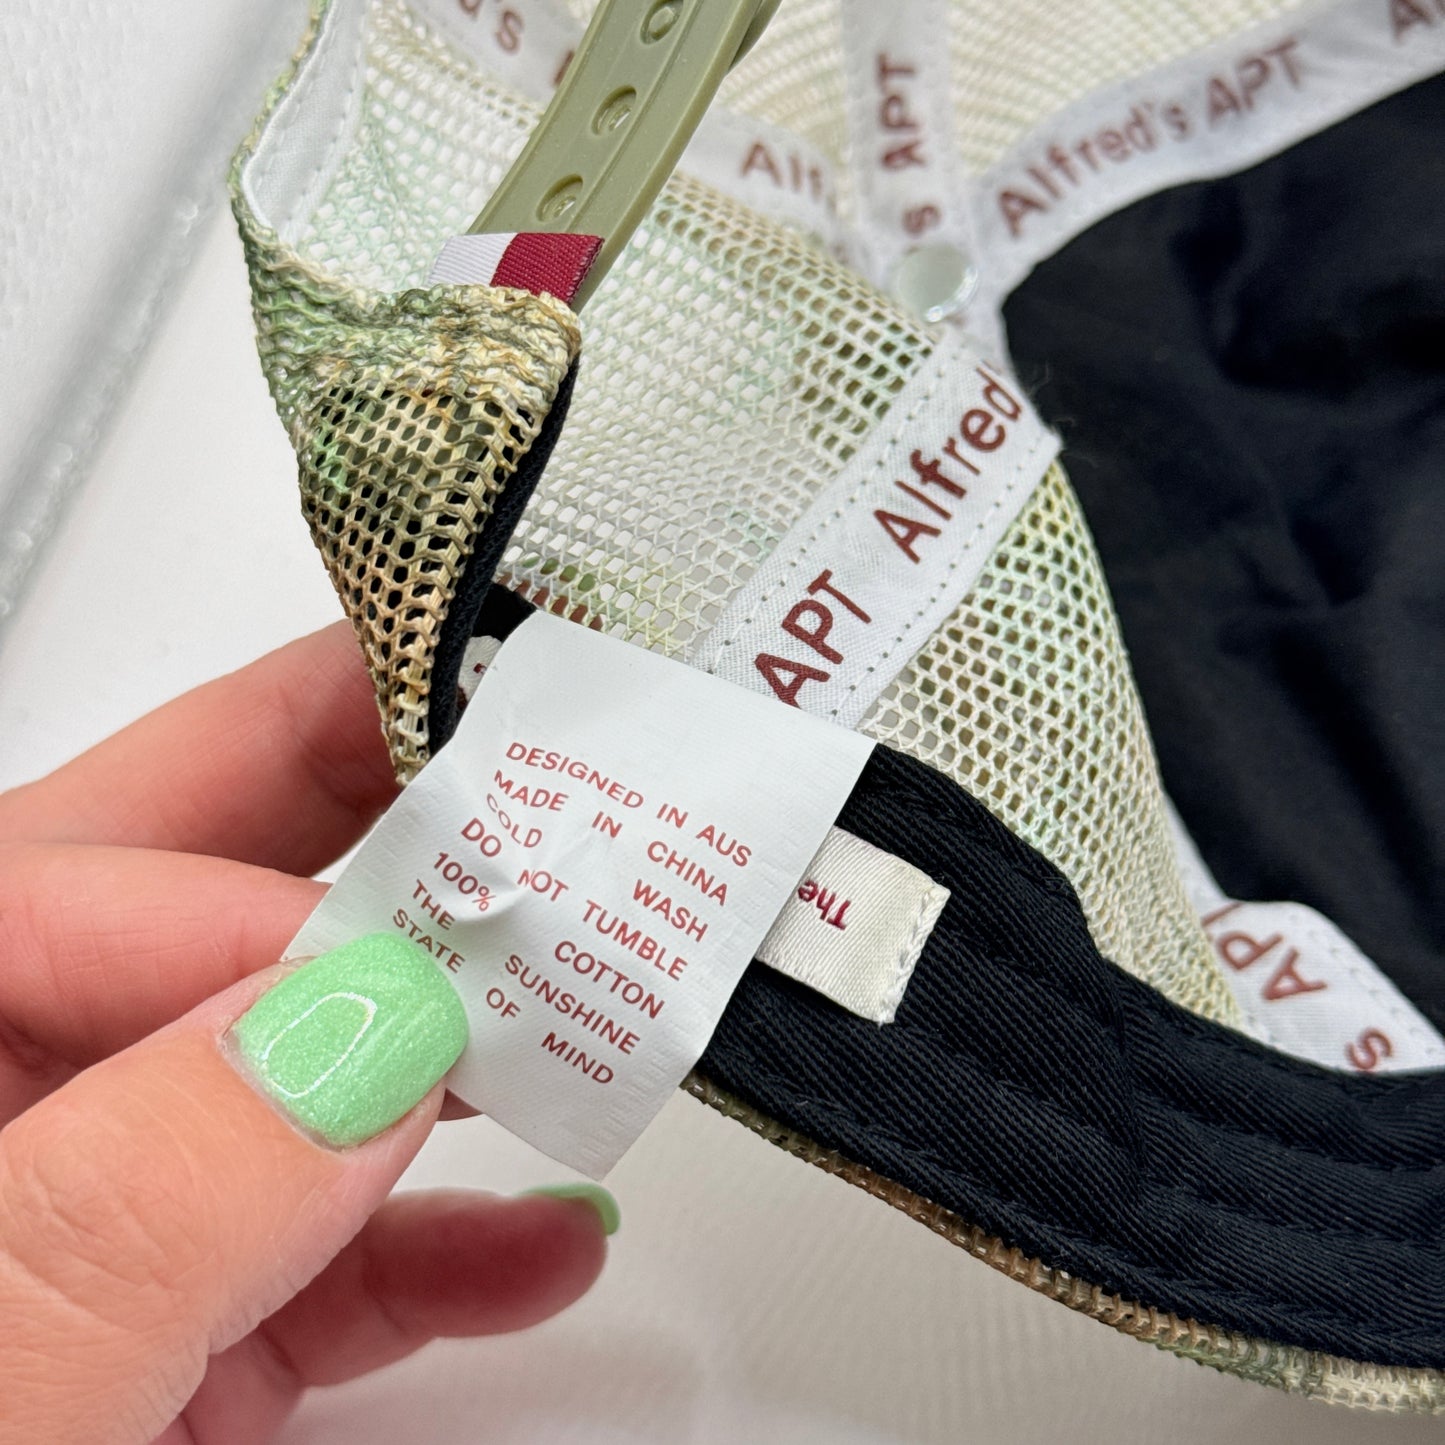 Alfred's APT
APT
Alfred's APT
APT Alfred's
DESIGNED IN AUS
MADE IN CHINA
COLD WASH
DO NOT TUMBLE
100% COTTON
THE SUNSHINE
STATE OF MIND
The
APT